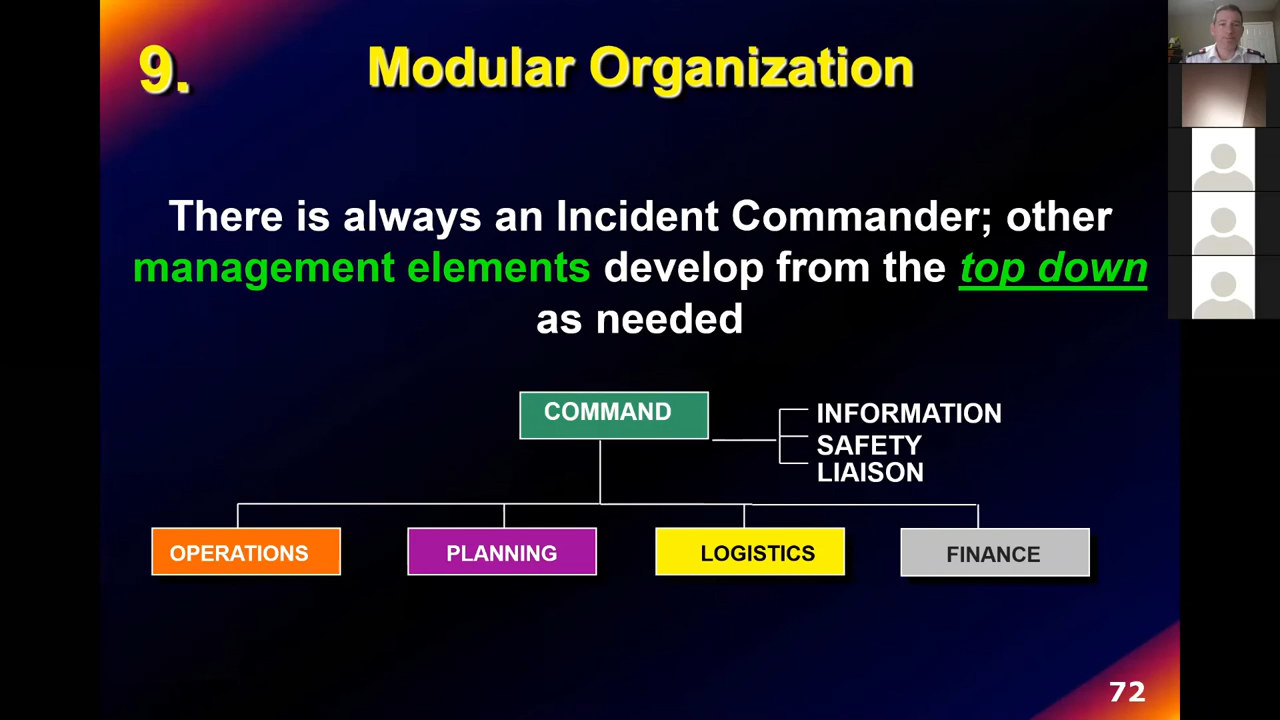 9.
Modular Organization
There is always an Incident Commander; other
management elements develop from the top down
as needed
COMMAND
INFORMATION
SAFETY
LIAISON
OPERATIONS
PLANNING
LOGISTICS
FINANCE
72